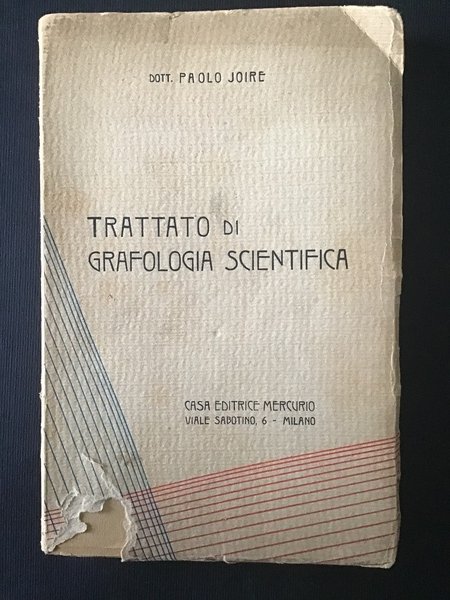 DOTT. PAOLO JOIRE
TRATTATO DI
GRAFOLOGIA SCIENTIFICA
CASA EDITRICE MERCURIO
VIALE SABOTINO, 6 - MILANO